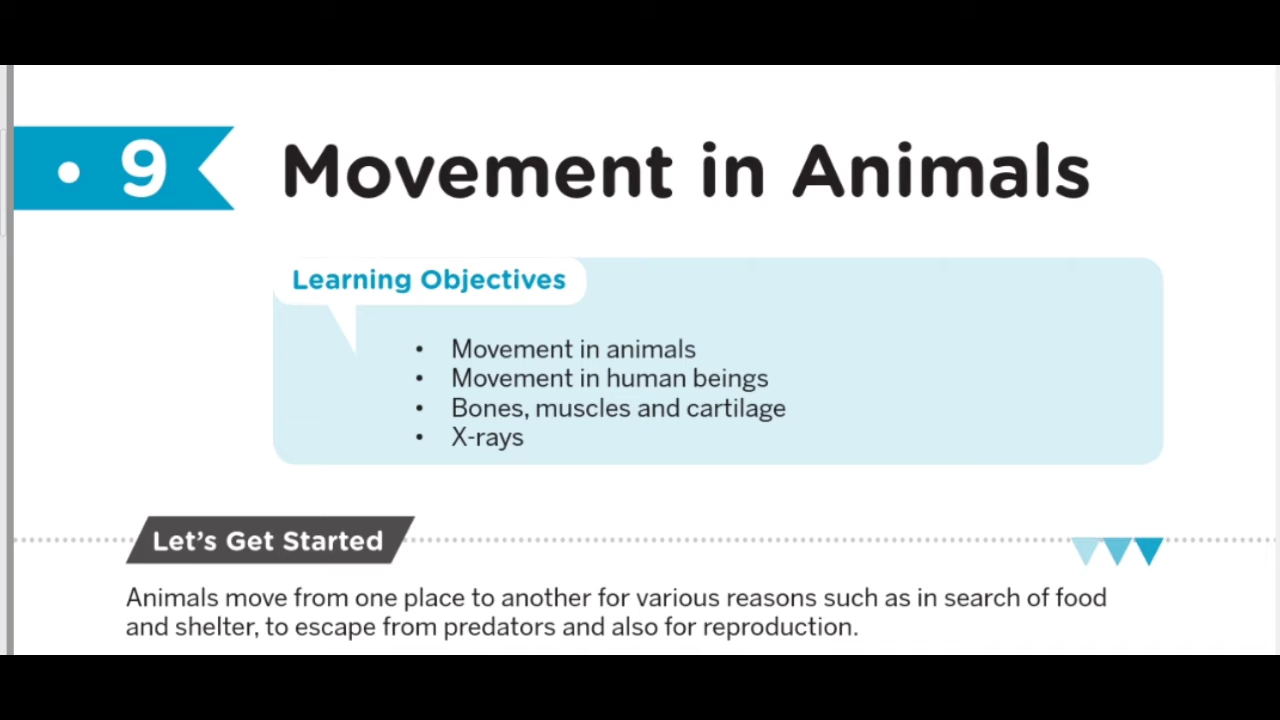 • 9
Movement in Animals
Learning Objectives
• Movement in animals
• Movement in human beings
• Bones, muscles and cartilage
• X-rays
Let's Get Started
Animals move from one place to another for various reasons such as in search of food
and shelter, to escape from predators and also for reproduction.